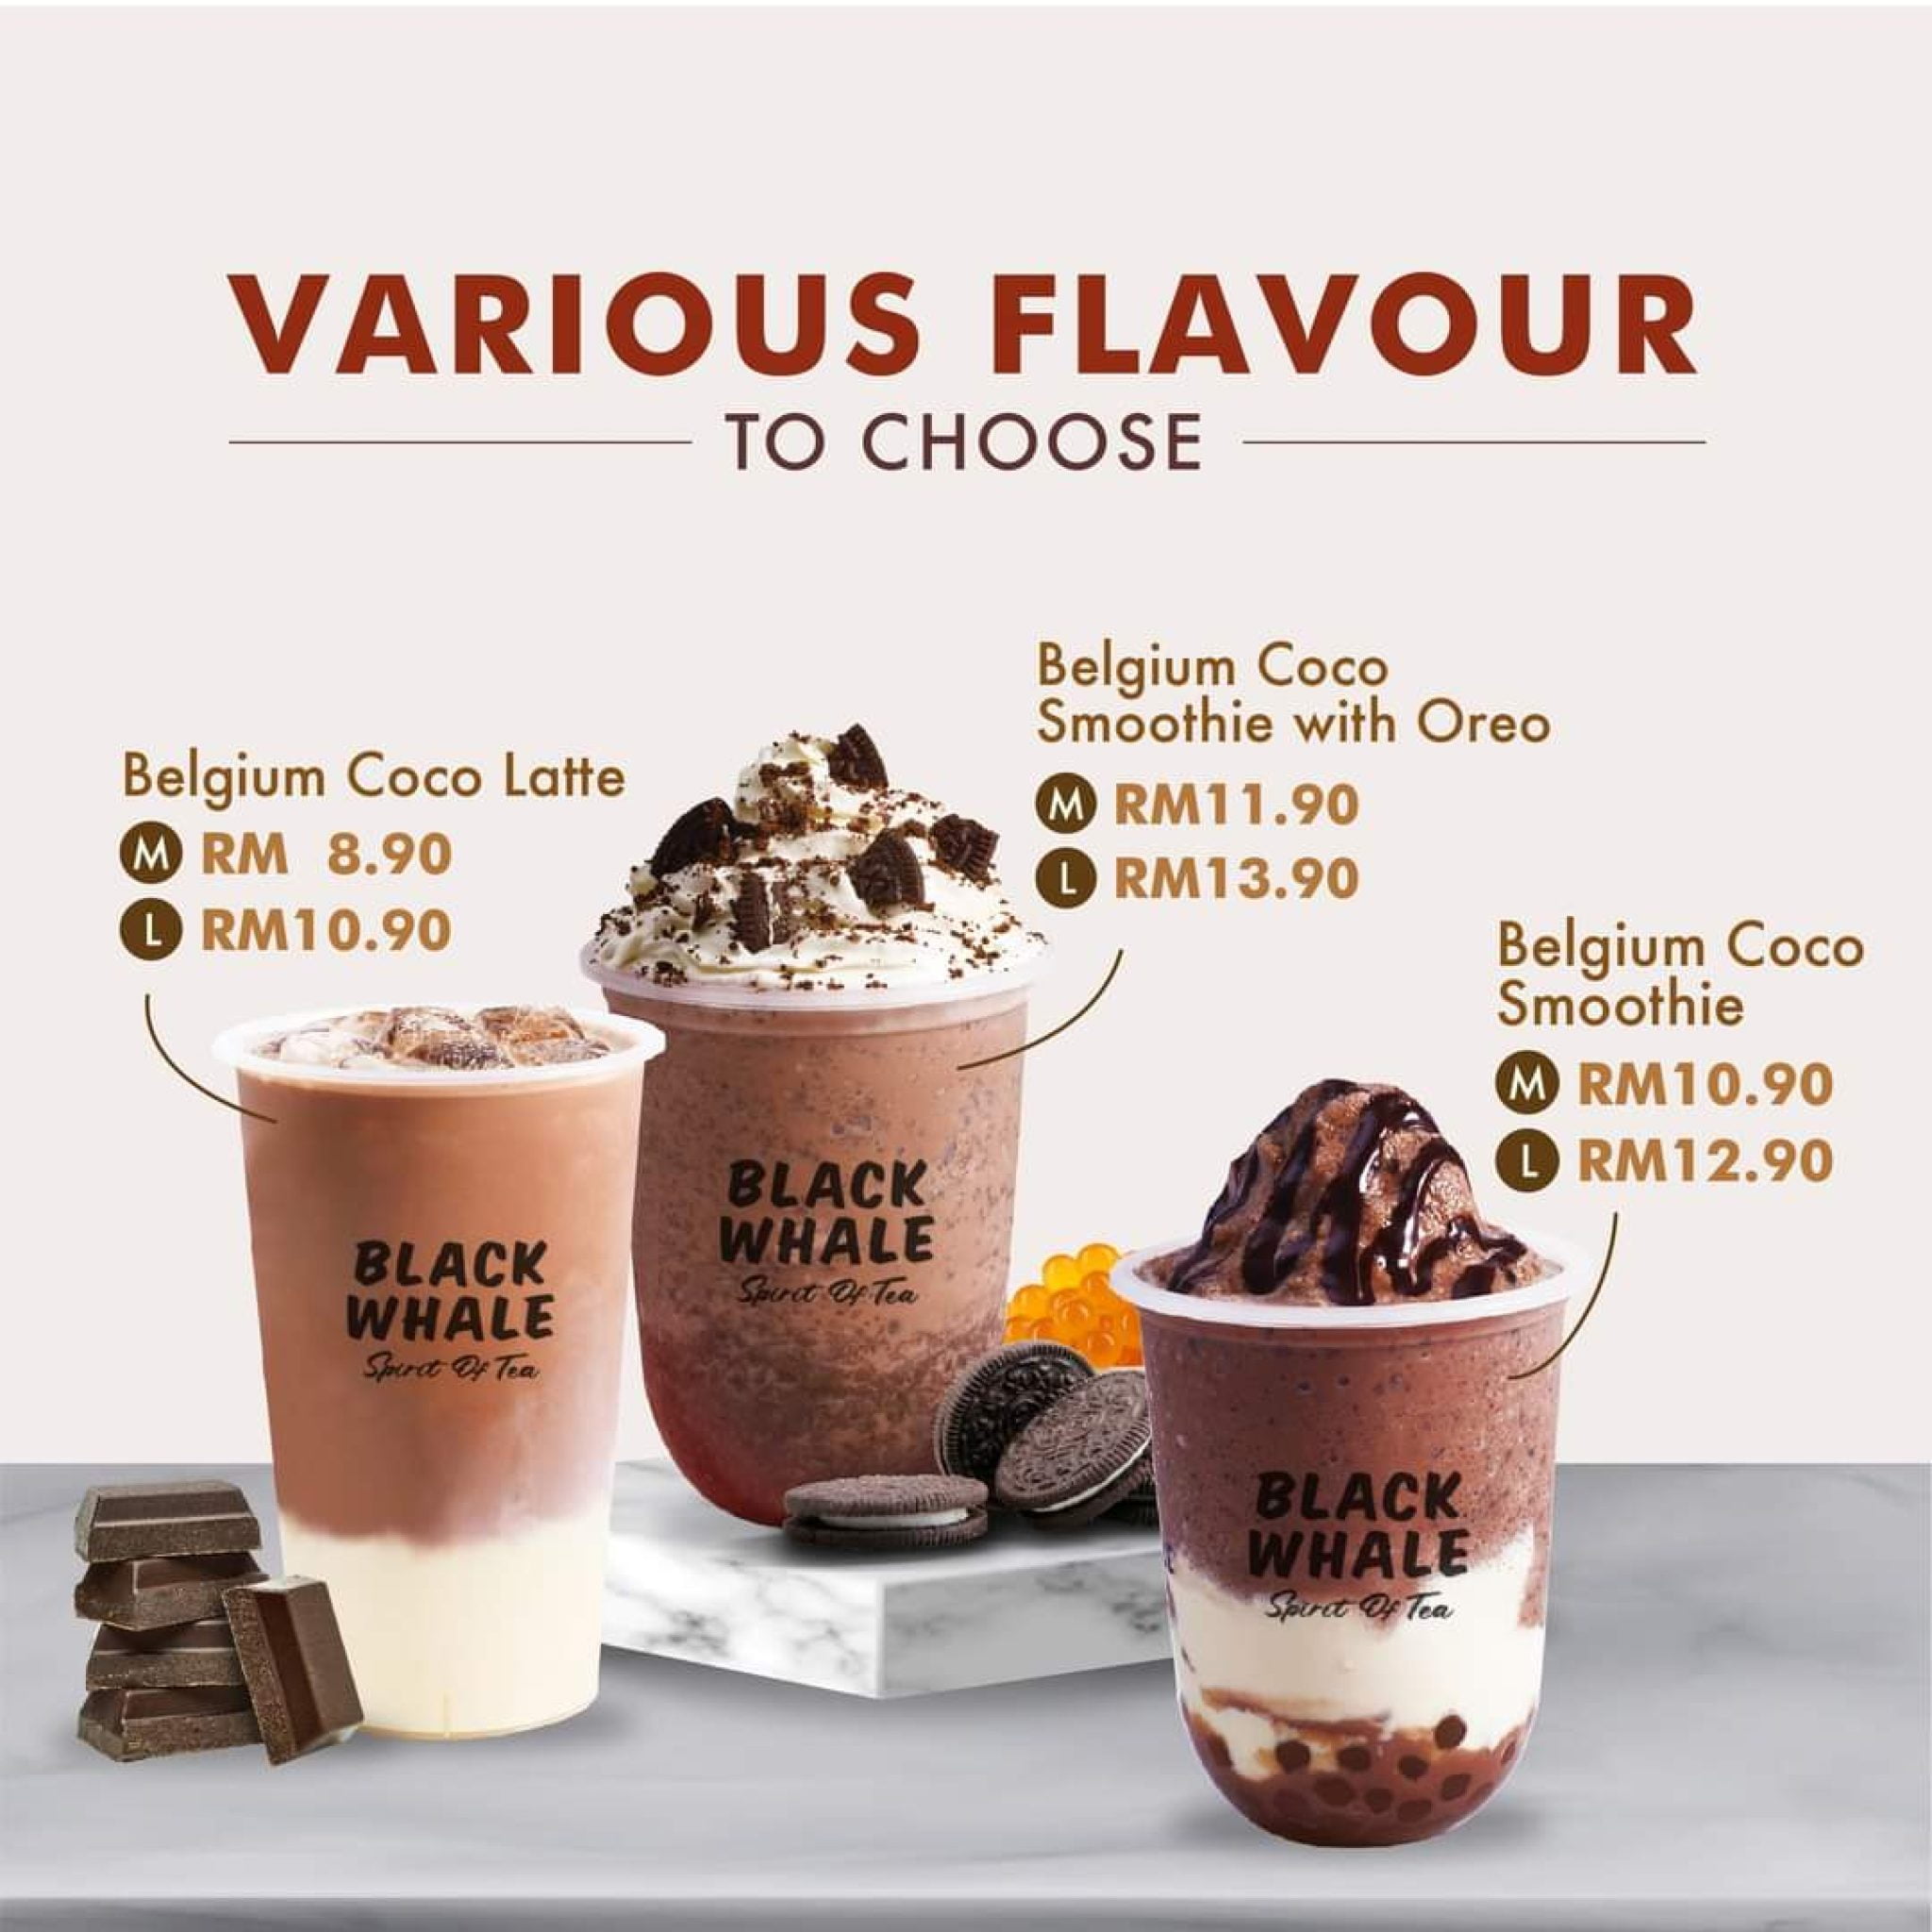 VARIOUS FLAVOUR
TO CHOOSE
Belgium Coco Latte
M RM 8.90
L RM10.90
Belgium Coco
Smoothie with Oreo
M RM11.90
L RM13.90
Belgium Coco
Smoothie
M RM10.90
L RM12.90
BLACK
WHALE
Spirit Of Tea
BLACK
WHALE
Spirit Of Tea
BLACK
WHALE
Spirit Of Tea